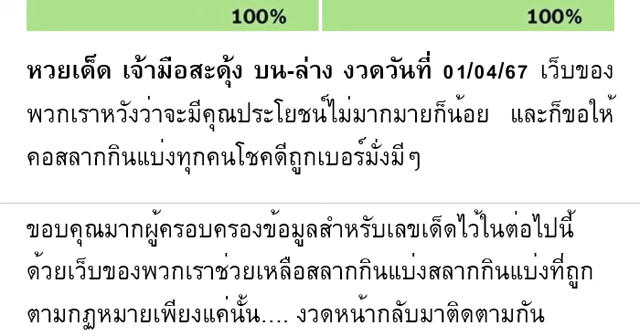 100% 100%
หวยเด็ด เจ้ามือสะดุ้ง บน-ล่าง งวดวันที่ 01/04/67 เว็บของ
พวกเราหวังว่าจะมีคุณประโยชน์ไม่มากมายก็น้อย และก็ขอให้
คอสลากกินแบ่งทุกคนโชคดีถูกเบอร์มั่งมีๆ
ขอบคุณมากผู้ครอบครองข้อมูลสำหรับเลขเด็ดไว้ในต่อไปนี้
ด้วยเว็บของพวกเราช่วยเหลือสลากกินแบ่งสลากกินแบ่งที่ถูก
ตามกฏหมายเพียงแค่นั้น.... งวดหน้ากลับมาติดตามกัน